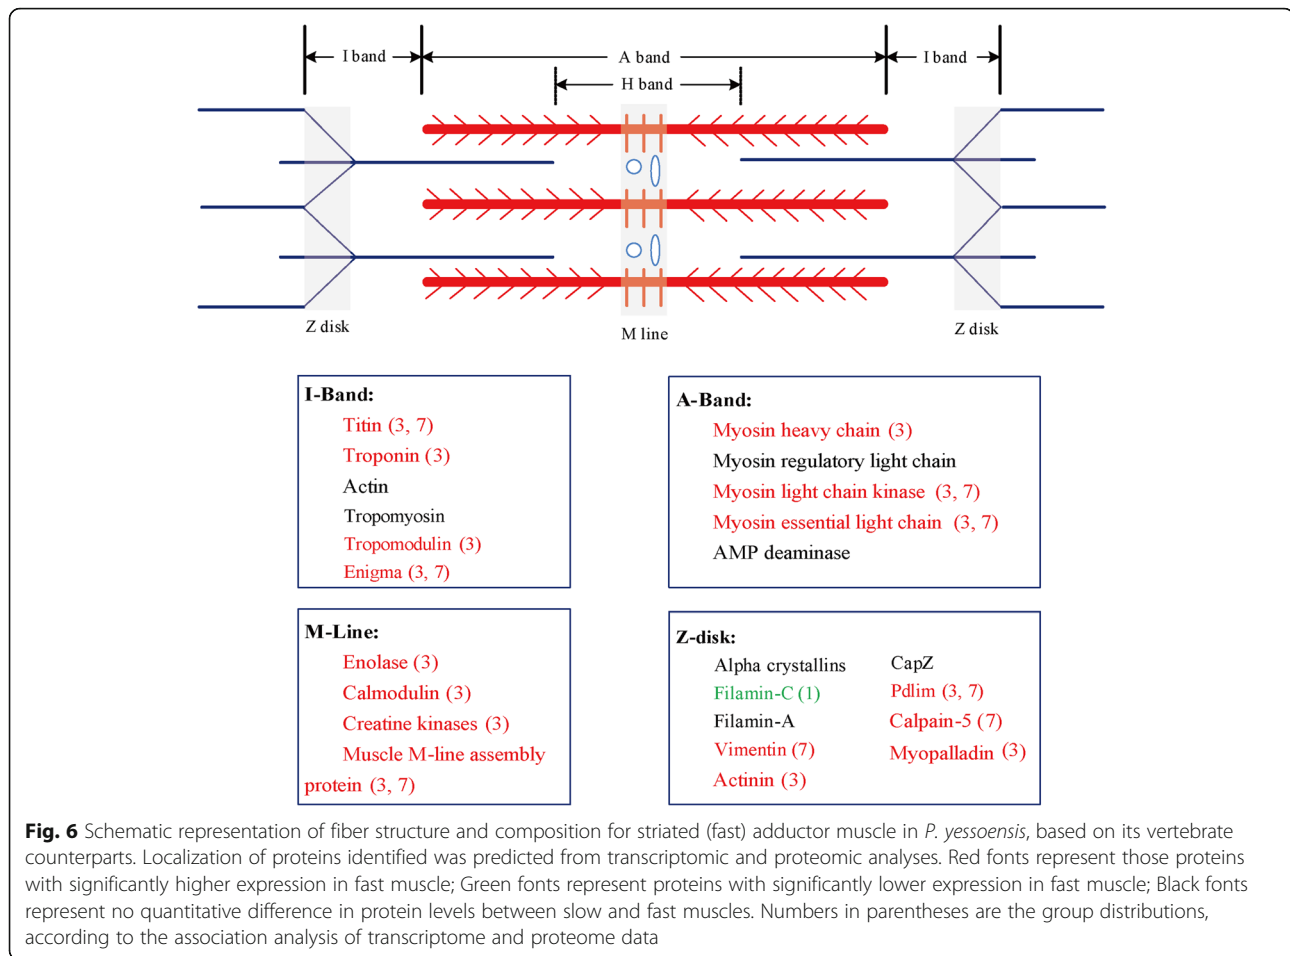 I band
A band
I band
H band
Z disk
M line
Z disk
I-Band:
Titin (3, 7)
Troponin (3)
Actin
Tropomyosin
Tropomodulin (3)
Enigma (3, 7)
A-Band:
Myosin heavy chain (3)
Myosin regulatory light chain
Myosin light chain kinase (3, 7)
Myosin essential light chain (3, 7)
AMP deaminase
M-Line:
Enolase (3)
Calmodulin (3)
Creatine kinases (3)
Muscle M-line assembly
protein (3, 7)
Z-disk:
Alpha crystallins
Filamin-C (1)
Filamin-A
Vimentin (7)
Actinin (3)
CapZ
Pdlim (3, 7)
Calpain-5 (7)
Myopalladin (3)
Fig. 6 Schematic representation of fiber structure and composition for striated (fast) adductor muscle in P. yessoensis, based on its vertebrate
counterparts. Localization of proteins identified was predicted from transcriptomic and proteomic analyses. Red fonts represent those proteins
with significantly higher expression in fast muscle; Green fonts represent proteins with significantly lower expression in fast muscle; Black fonts
represent no quantitative difference in protein levels between slow and fast muscles. Numbers in parentheses are the group distributions,
according to the association analysis of transcriptome and proteome data